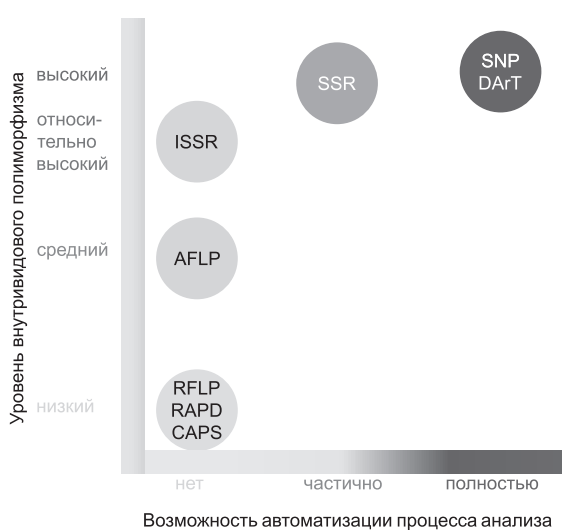 Уровень внутривидового полиморфизма
высокий
относи-
тельно
высокий
средний
низкий
SNP
DArT
SSR
ISSR
AFLP
RFLP
RAPD
CAPS
нет
частично
полностью
Возможность автоматизации процесса анализа